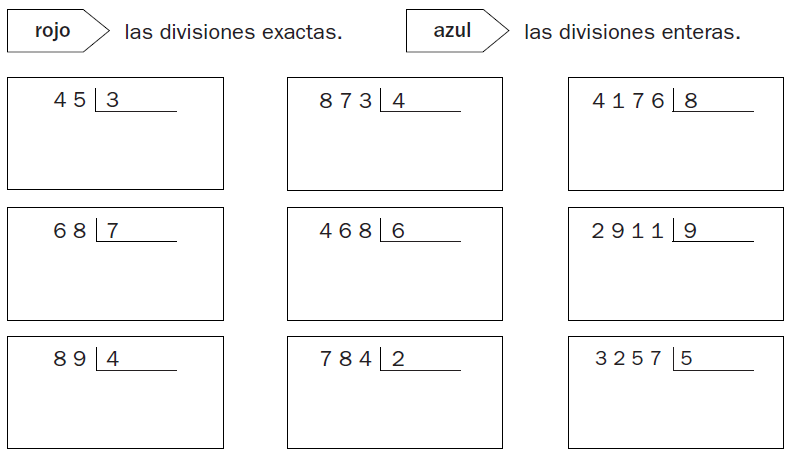 rojo las divisiones exactas. azul las divisiones enteras.
45 3 873 4 4176 8
68 7 468 6 2911 9
89 4 784 2 3257 5